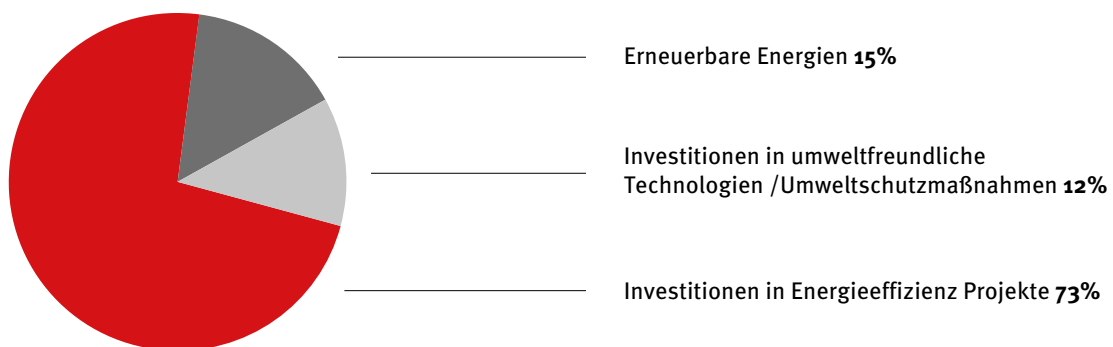 Erneuerbare Energien 15%
Investitionen in umweltfreundliche
Technologien /Umweltschutzmaßnahmen 12%
Investitionen in Energieeffizienz Projekte 73%